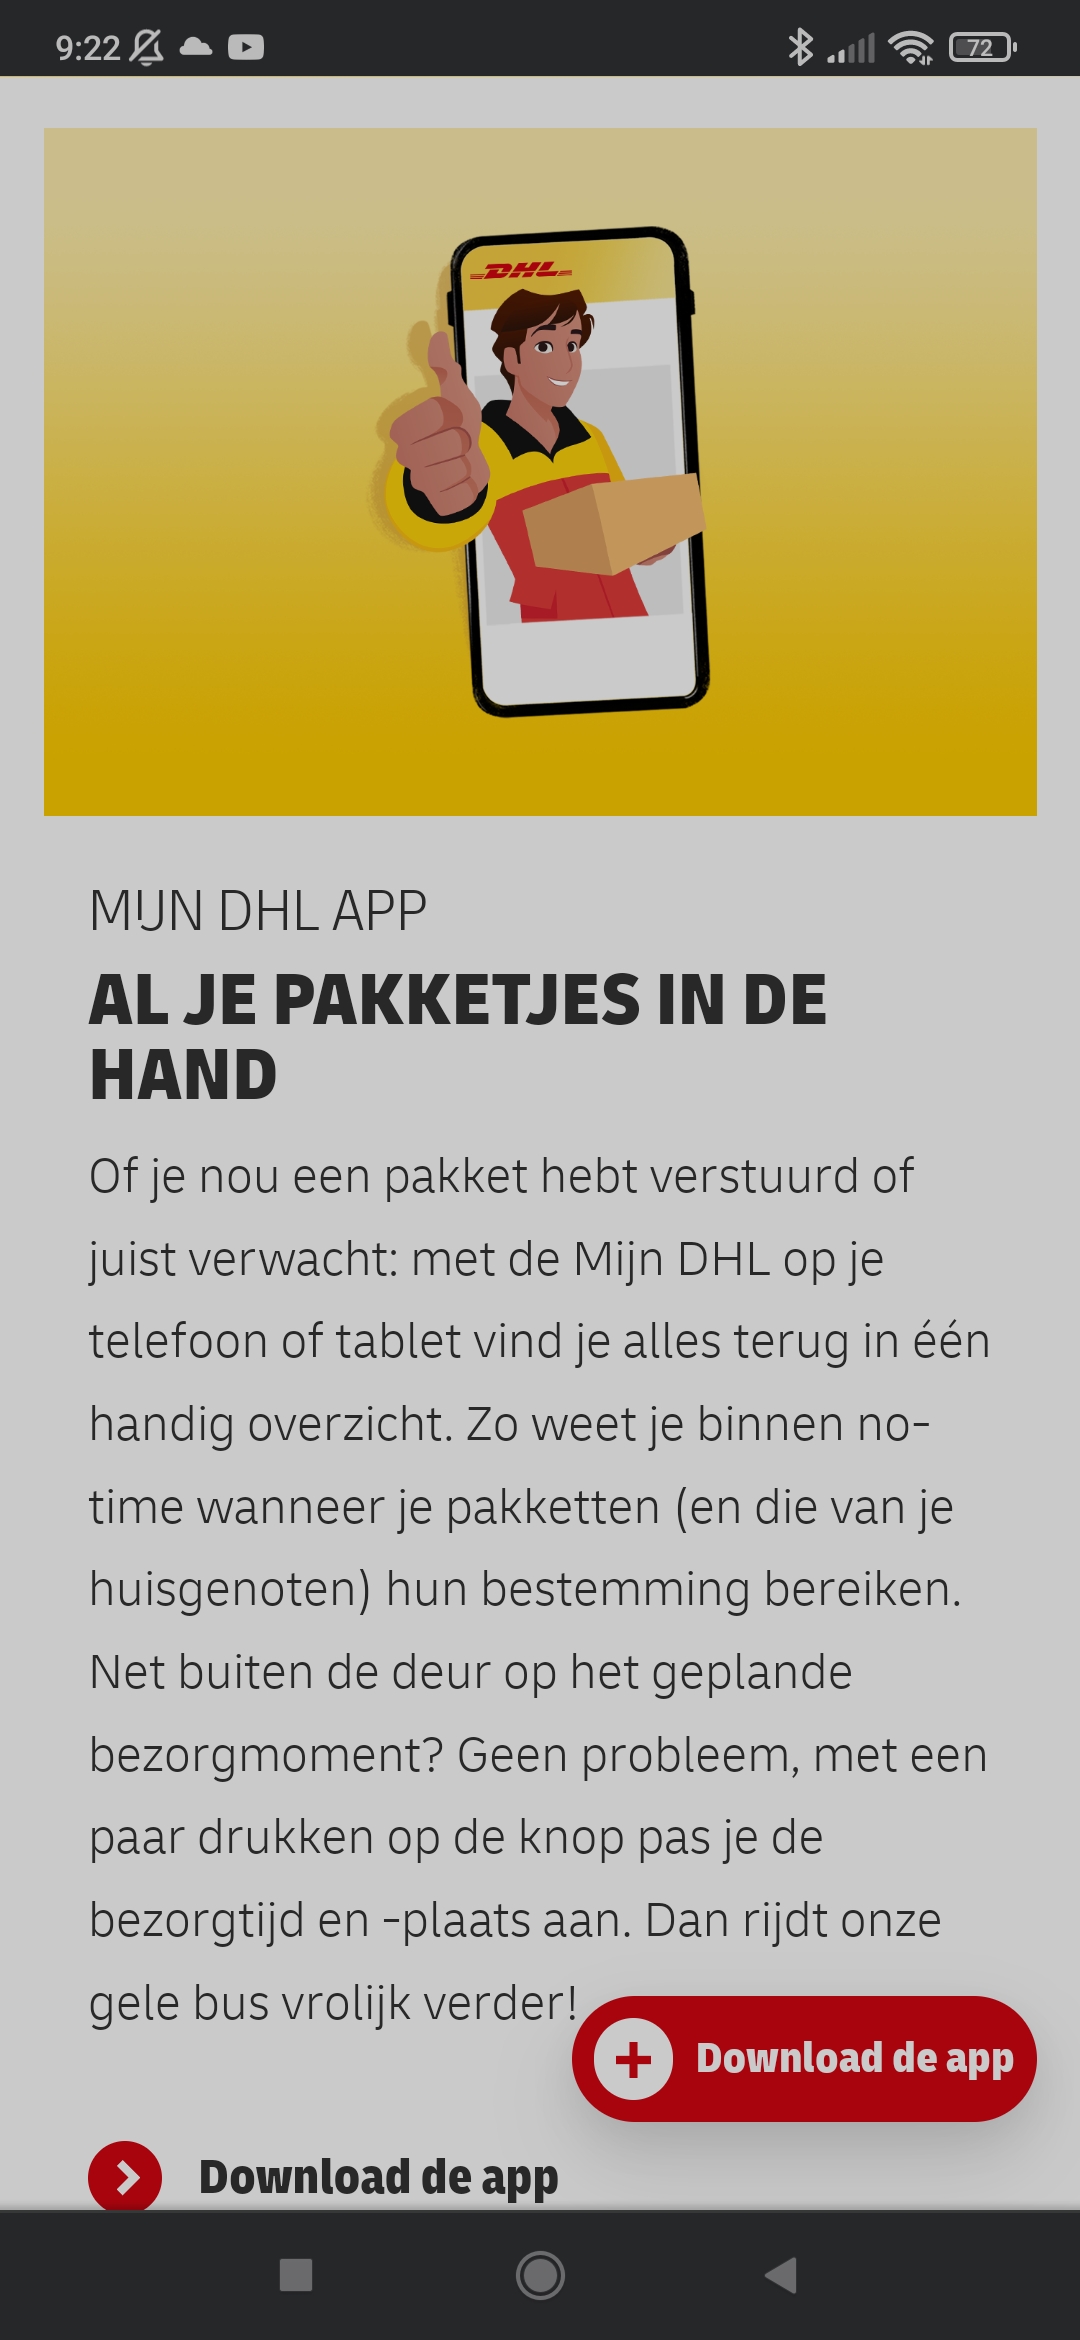 9:22
72
DHL
MIJN DHL APP
AL JE PAKKETJES IN DE
HAND
Of je nou een pakket hebt verstuurd of
juist verwacht: met de Mijn DHL op je
telefoon of tablet vind je alles terug in één
handig overzicht. Zo weet je binnen no-
time wanneer je pakketten (en die van je
huisgenoten) hun bestemming bereiken.
Net buiten de deur op het geplande
bezorgmoment? Geen probleem, met een
paar drukken op de knop pas je de
bezorgtijd en -plaats aan. Dan rijdt onze
gele bus vrolijk verder!
Download de app
Download de app